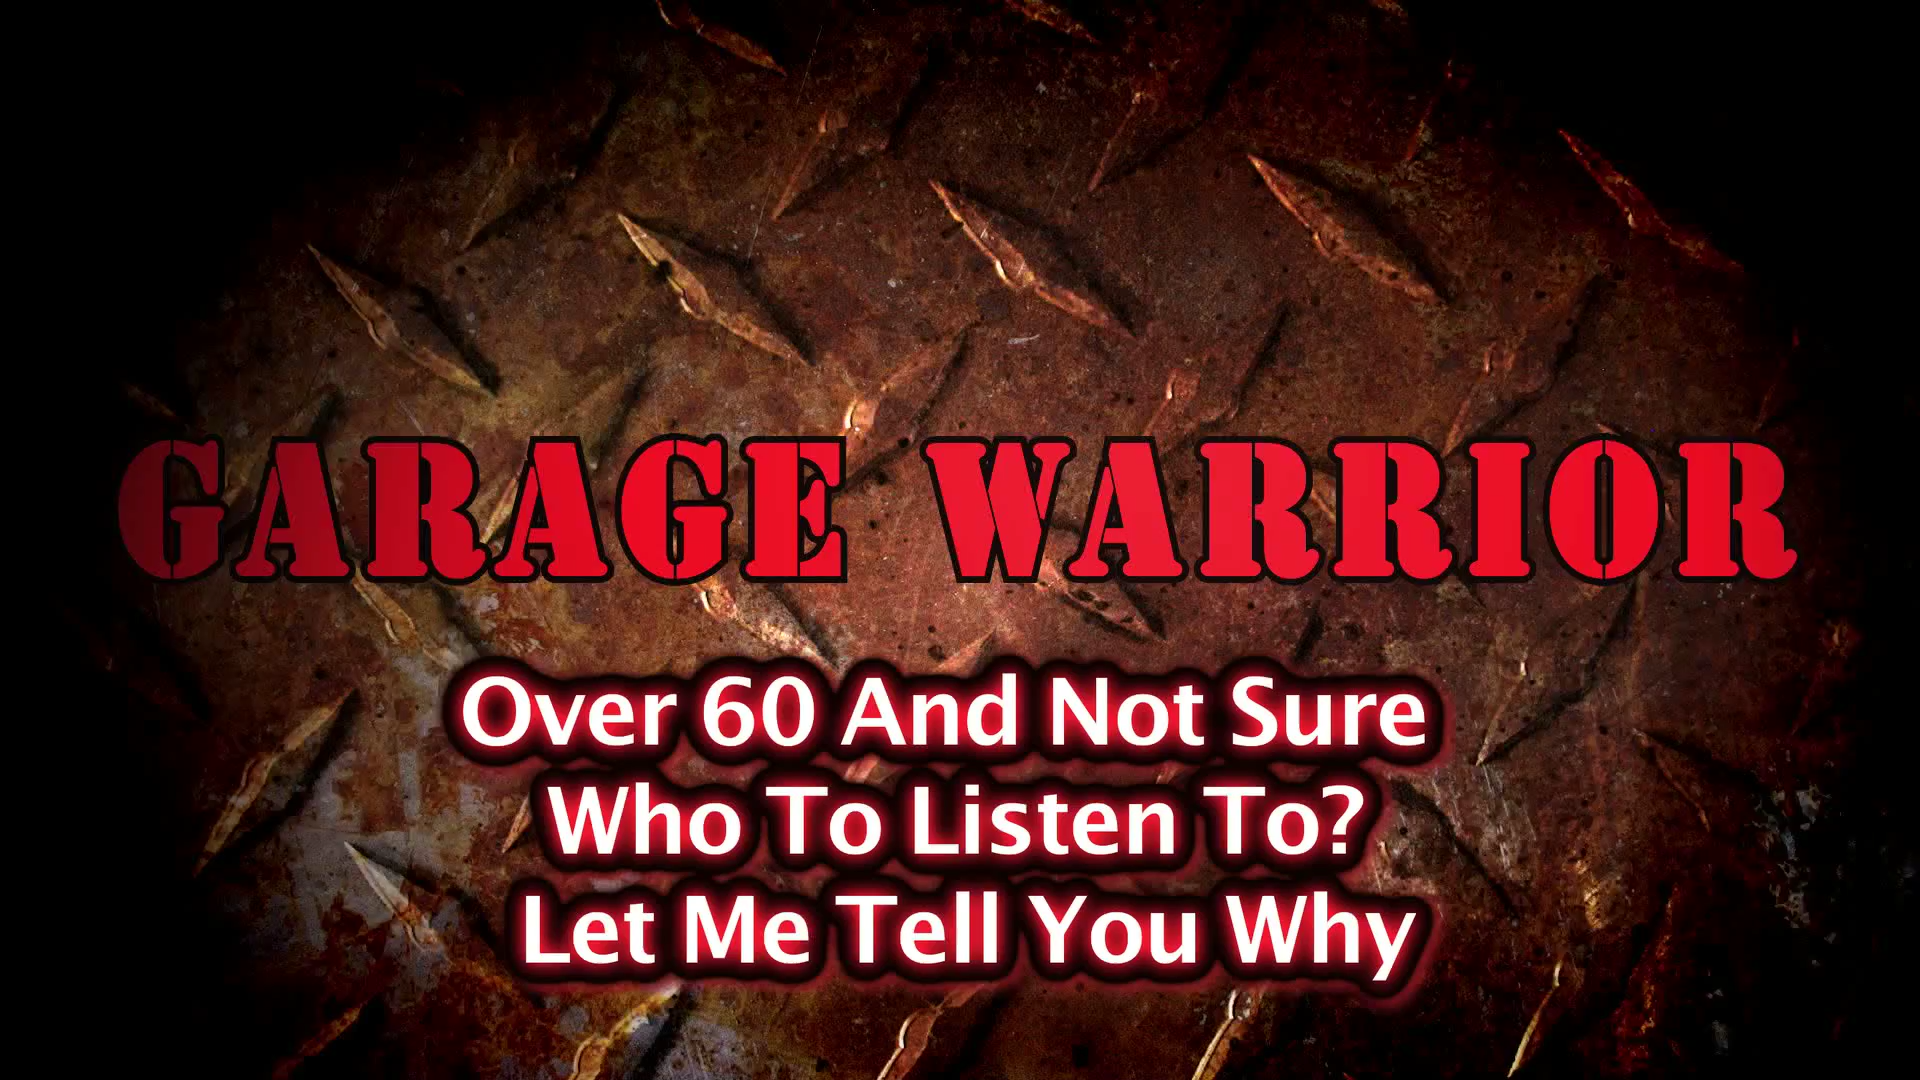 GARAGE WARRIOR
Over 60 And Not Sure
Who To Listen To?
Let Me Tell You Why